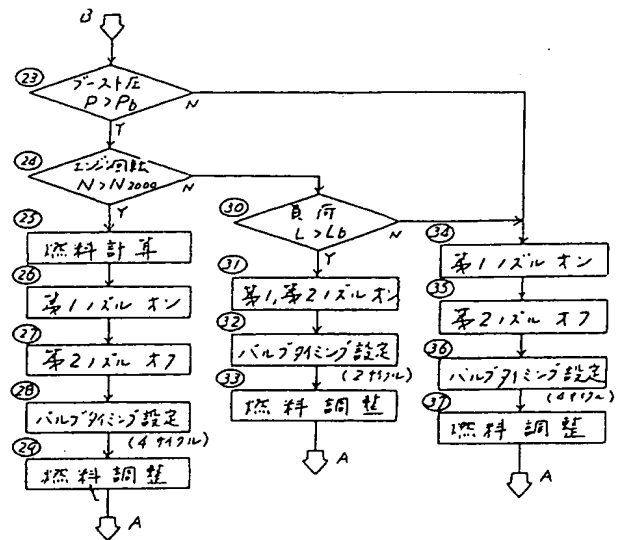 B
23
ブースト圧
P>Pb
N
Y
24
エンジン回転
N>N2000
N
Y
25
燃料計算
26
第1ノズル オン
27
第2ノズル オフ
28
バルブタイミング設定
(4サイクル)
29
燃料調整
A
30
負荷
L>Lb
N
Y
31
第1,第2ノズルオン
32
バルブタイミング設定
(2サイクル)
33
燃料調整
A
34
第1ノズル オン
35
第2ノズル オフ
36
バルブタイミング設定
(4サイクル)
37
燃料調整
A